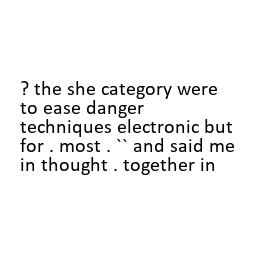 ? the she category were
to ease danger
techniques electronic but
for . most . `` and said me
in thought . together in